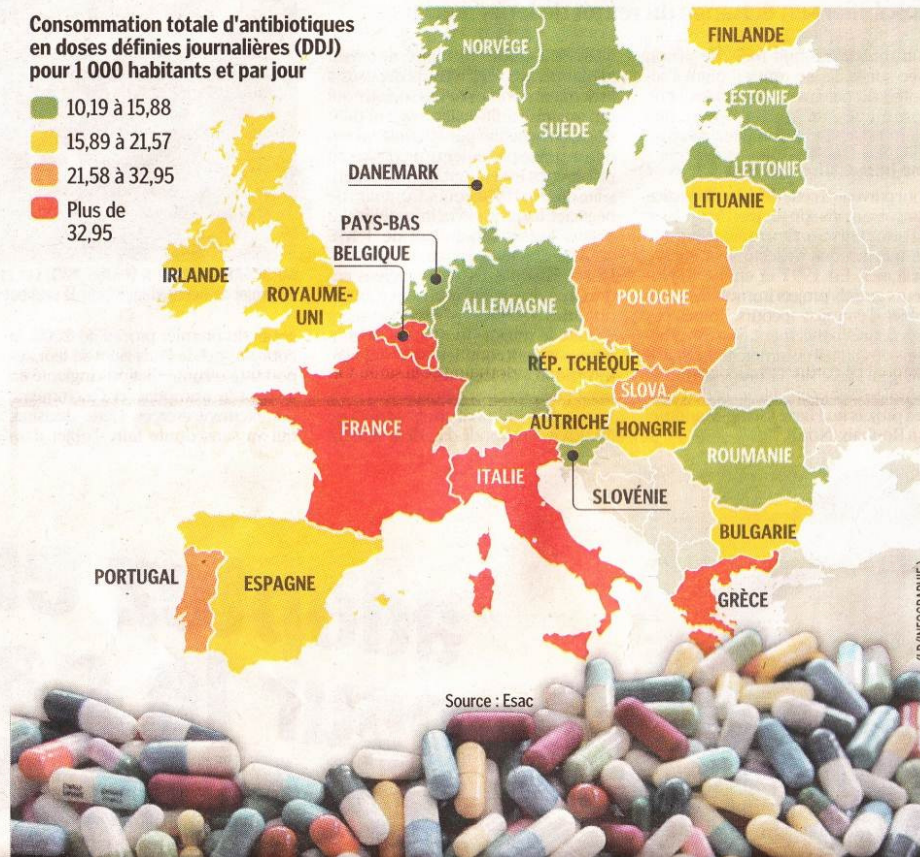 Consommation totale d'antibiotiques
en doses définies journalières (DDJ)
pour 1 000 habitants et par jour
10,19 à 15,88
15,89 à 21,57
21,58 à 32,95
Plus de
32,95
NORVÈGE
FINLANDE
SUÈDE
ESTONIE
LETTONIE
LITUANIE
DANEMARK
PAYS-BAS
BELGIQUE
IRLANDE
ROYAUME-
UNI
ALLEMAGNE
POLOGNE
RÉP. TCHÈQUE
SLOVA.
AUTRICHE
HONGRIE
FRANCE
ITALIE
ROUMANIE
SLOVÉNIE
BULGARIE
PORTUGAL
ESPAGNE
GRÈCE
Source : Esac